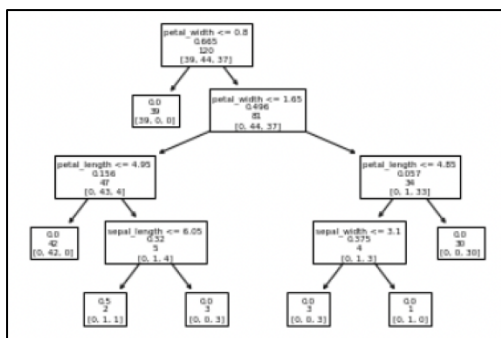 petal_width <= 0.8
0.665
120
[39, 44, 37]
0.0
39
[39, 0, 0]
petal_width <= 1.65
0.496
81
[0, 44, 37]
petal_length <= 4.95
0.156
47
[0, 43, 4]
petal_length <= 4.85
0.057
34
[0, 1, 33]
0.0
42
[0, 42, 0]
sepal_length <= 6.05
0.32
5
[0, 1, 4]
sepal_width <= 3.1
0.375
4
[0, 1, 3]
0.0
30
[0, 0, 30]
0.5
2
[0, 1, 1]
0.0
3
[0, 0, 3]
0.0
3
[0, 0, 3]
0.0
1
[0, 1, 0]